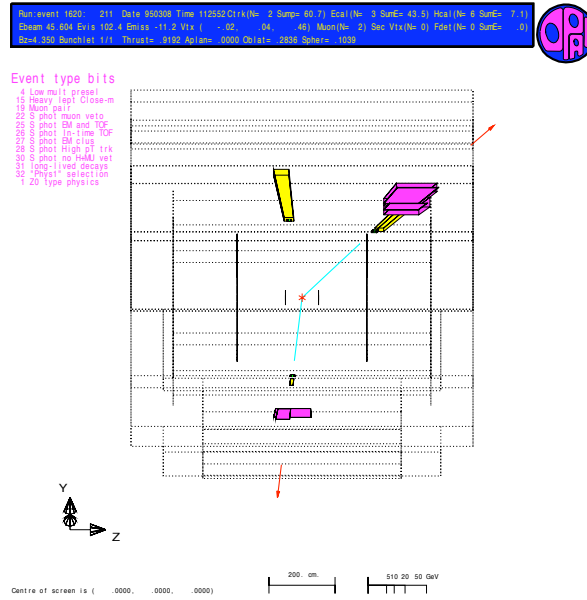 Run:event 1620: 211 Date 950308 Time 112552 Ctrk(N= 2 Sump= 60.7) Ecal(N= 3 SumE= 43.5) Hcal(N= 6 SumE= 7.1)
Ebeam 45.604 Evis 102.4 Emiss -11.2 Vtx ( -.02, .04, .46) Muon(N= 2) Sec Vtx(N= 0) Fdet(N= 0 SumE= .0)
Bz=4.350 Bunchlet 1/1 Thrust= .9192 Aplan= .0000 Oblat= .2836 Spher= .1039
Event type bits
4 Low mult presel
15 Heavy lept Close-m
19 Muon pair
22 S phot muon veto
25 S phot EM and TOF
26 S phot In-time TOF
27 S phot EM clus
28 S phot High pT trk
30 S phot no H+MU vet
31 long-lived decays
32 "Phys1" selection
1 Z0 type physics
Y
Z
200. cm.
5 10 20 50 GeV
Centre of screen is ( .0000, .0000, .0000)